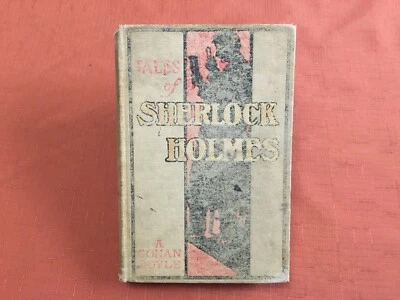 TALES
of
SHERLOCK
HOLMES
A
CONAN
DOYLE